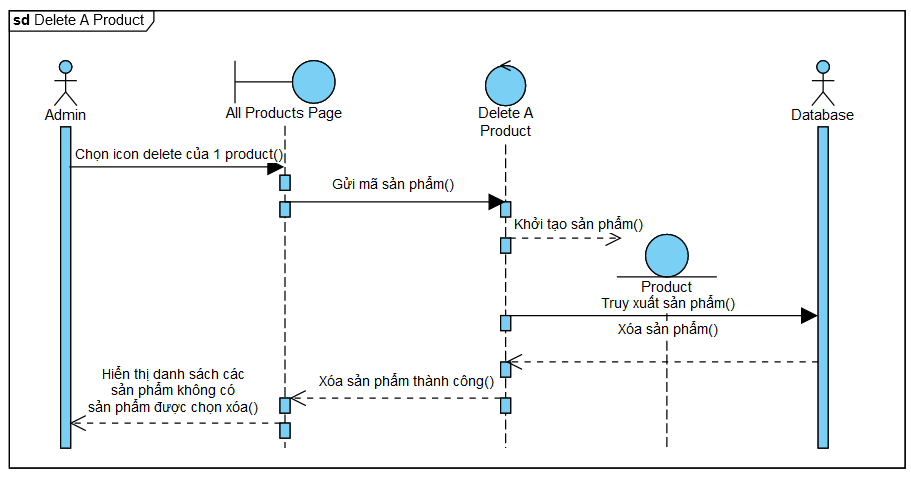 sd Delete A Product
Admin
All Products Page
Delete A
Product
Database
Chọn icon delete của 1 product()
Gửi mã sản phẩm()
Khởi tạo sản phẩm()
Product
Truy xuất sản phẩm()
Xóa sản phẩm()
Xóa sản phẩm thành công()
Hiển thị danh sách các
sản phẩm không có
sản phẩm được chọn xóa()